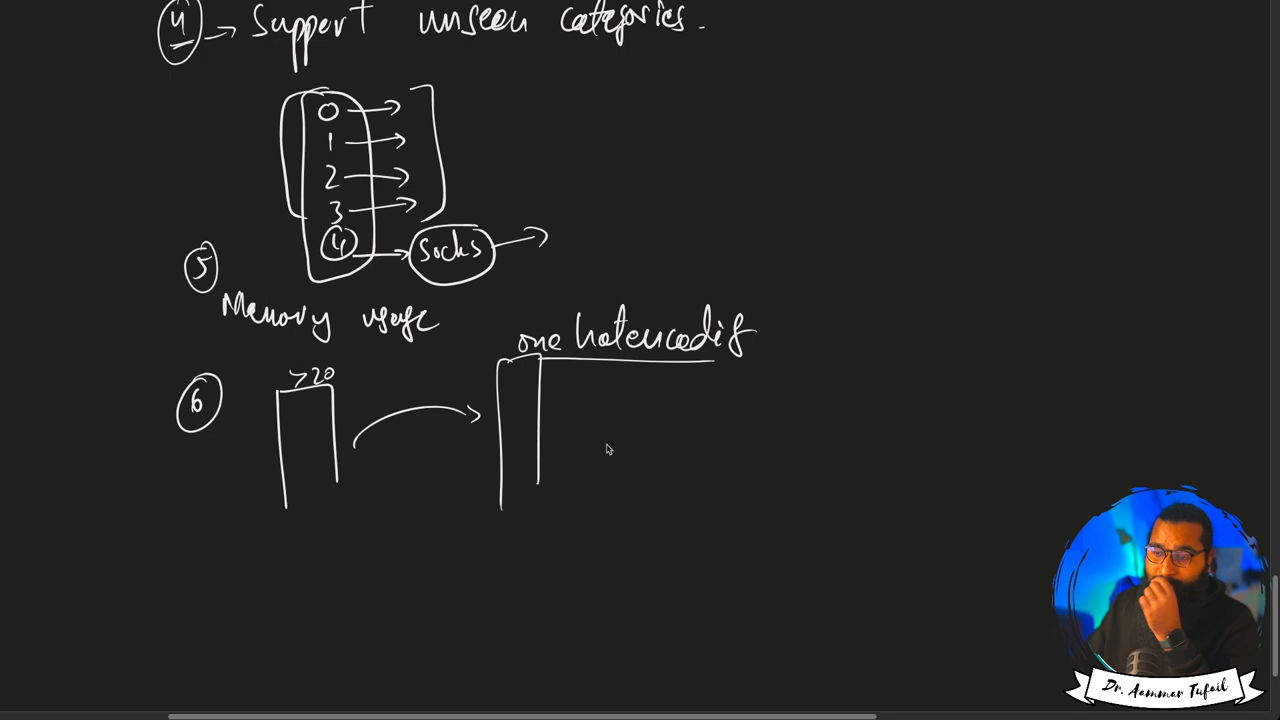 4 → Support unseen categories.
0 →
1 →
2 →
3 →
4 → Socks →
5
Memory usage
one hotencodig
>20
6
Dr. Aammar Tufail